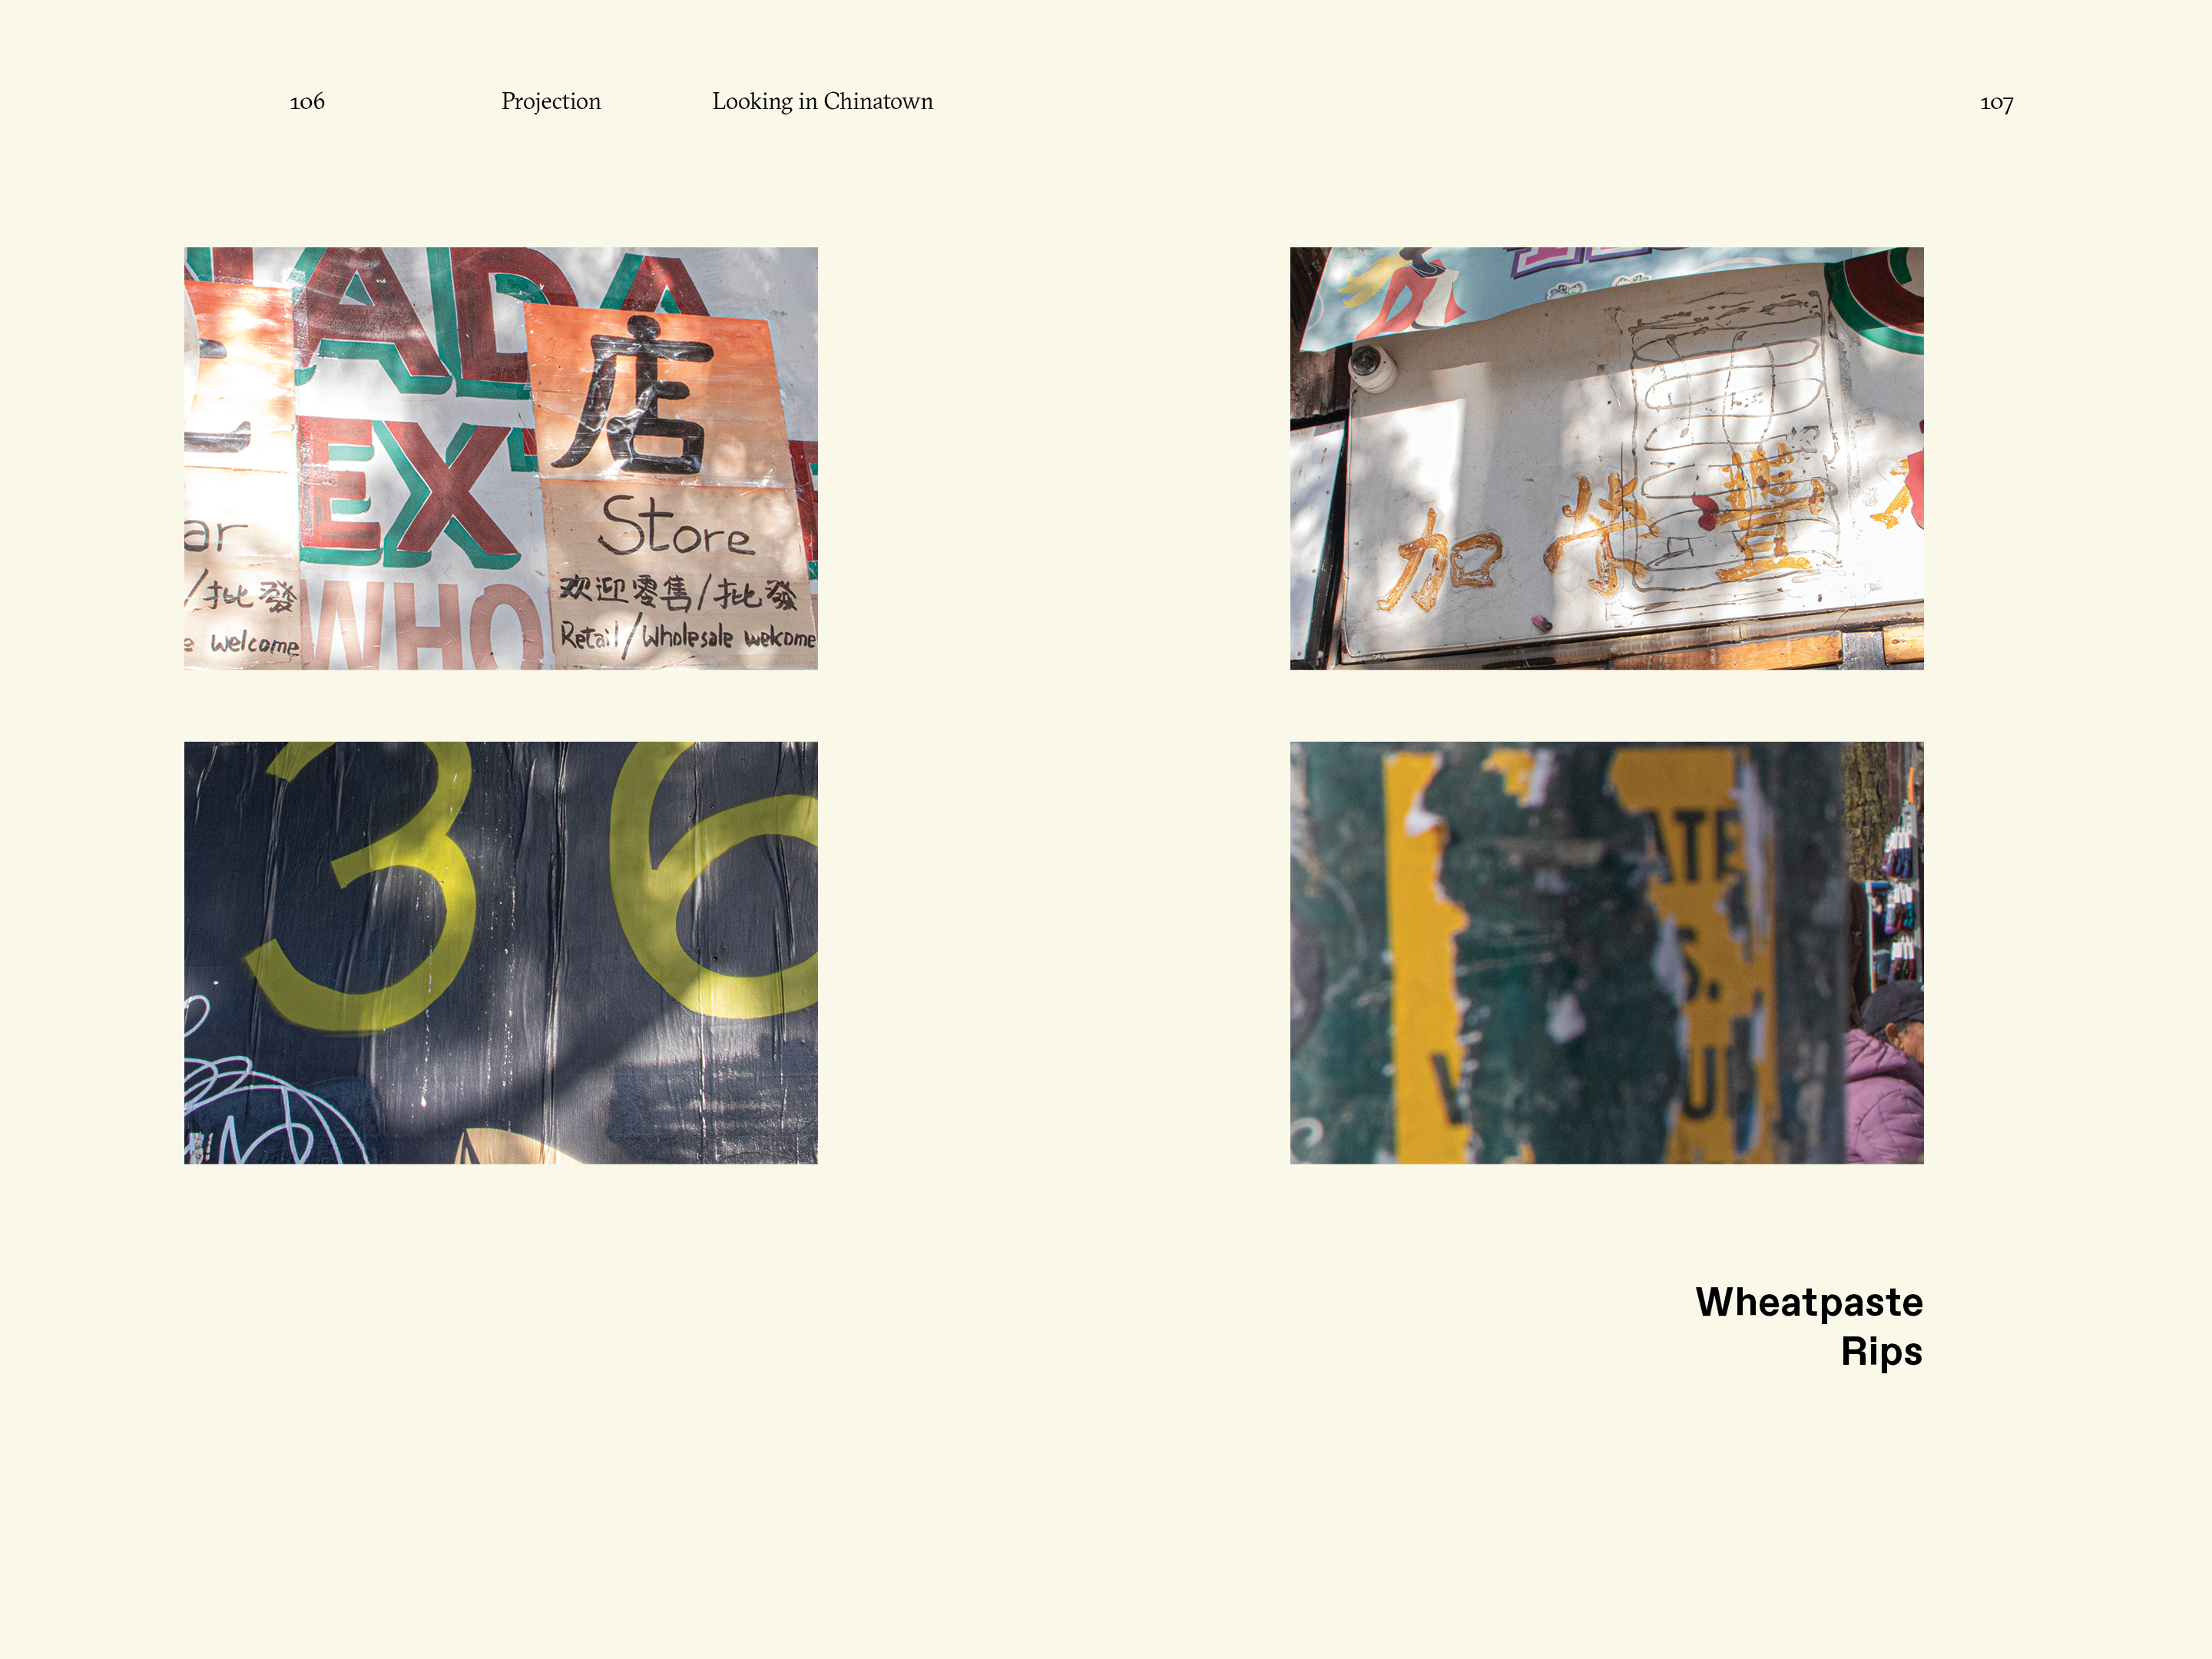 106 Projection Looking in Chinatown 107
ADA
EX
WHO
店
Store
欢迎零售/批發
Retail/Wholesale welcome
ar
/批發
e welcome
加
豐
36
ATE
S.
U
Wheatpaste
Rips